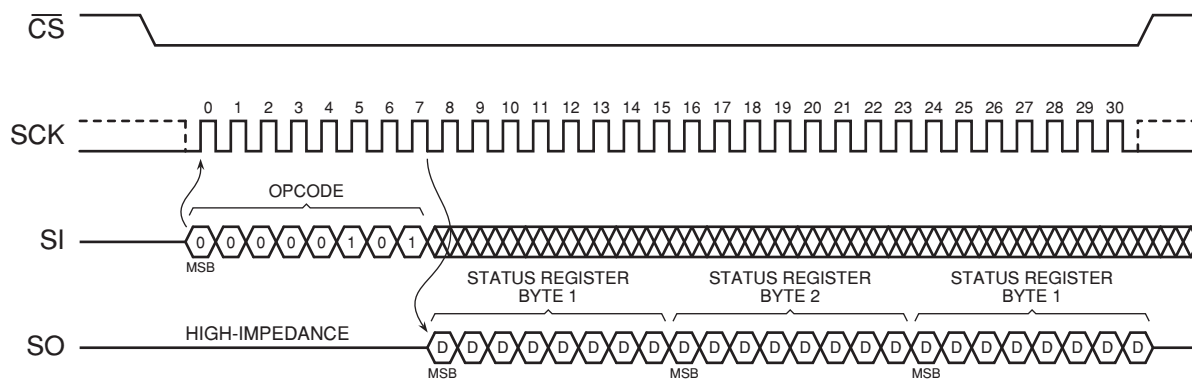 CS
0 1 2 3 4 5 6 7 8 9 10 11 12 13 14 15 16 17 18 19 20 21 22 23 24 25 26 27 28 29 30
SCK
OPCODE
SI 0 0 0 0 0 1 0 1
MSB
STATUS REGISTER BYTE 1
STATUS REGISTER BYTE 2
STATUS REGISTER BYTE 1
HIGH-IMPEDANCE
SO D D D D D D D D D D D D D D D D D D D D D D D D
MSB MSB MSB